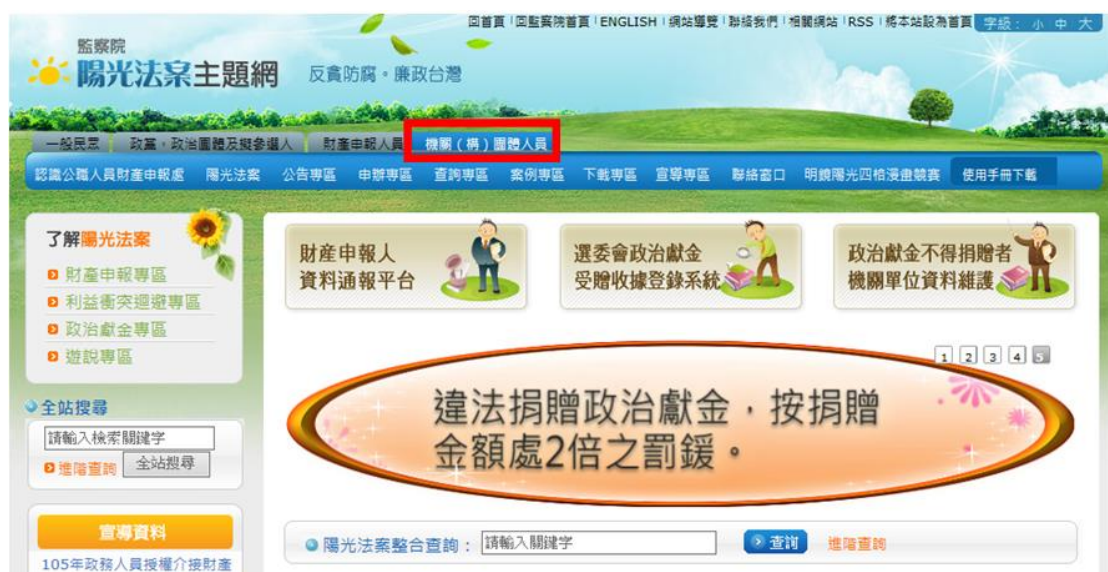 回首頁 | 回監察院首頁 | ENGLISH | 網站導覽 | 聯絡我們 | 相關網站 | RSS | 將本站設為首頁 字級： 小 中 大
監察院
陽光法案主題網 反貪防腐。廉政台灣
一般民眾 政黨，政治團體及擬參選人 財產申報人員 機關（構）團體人員
認識公職人員財產申報處 陽光法案 公告專區 申辦專區 查詢專區 案例專區 下載專區 宣導專區 聯絡窗口 明鏡陽光四格漫畫競賽 使用手冊下載
了解陽光法案
財產申報專區
利益衝突迴避專區
政治獻金專區
遊說專區
財產申報人
資料通報平台
選委會政治獻金
受贈收據登錄系統
政治獻金不得捐贈者
機關單位資料維護
1 2 3 4 5
違法捐贈政治獻金，按捐贈
金額處2倍之罰鍰。
全站搜尋
請輸入檢索關鍵字
進階查詢 全站搜尋
宣導資料
105年政務人員授權介接財產
陽光法案整合查詢： 請輸入關鍵字 查詢 進階查詢